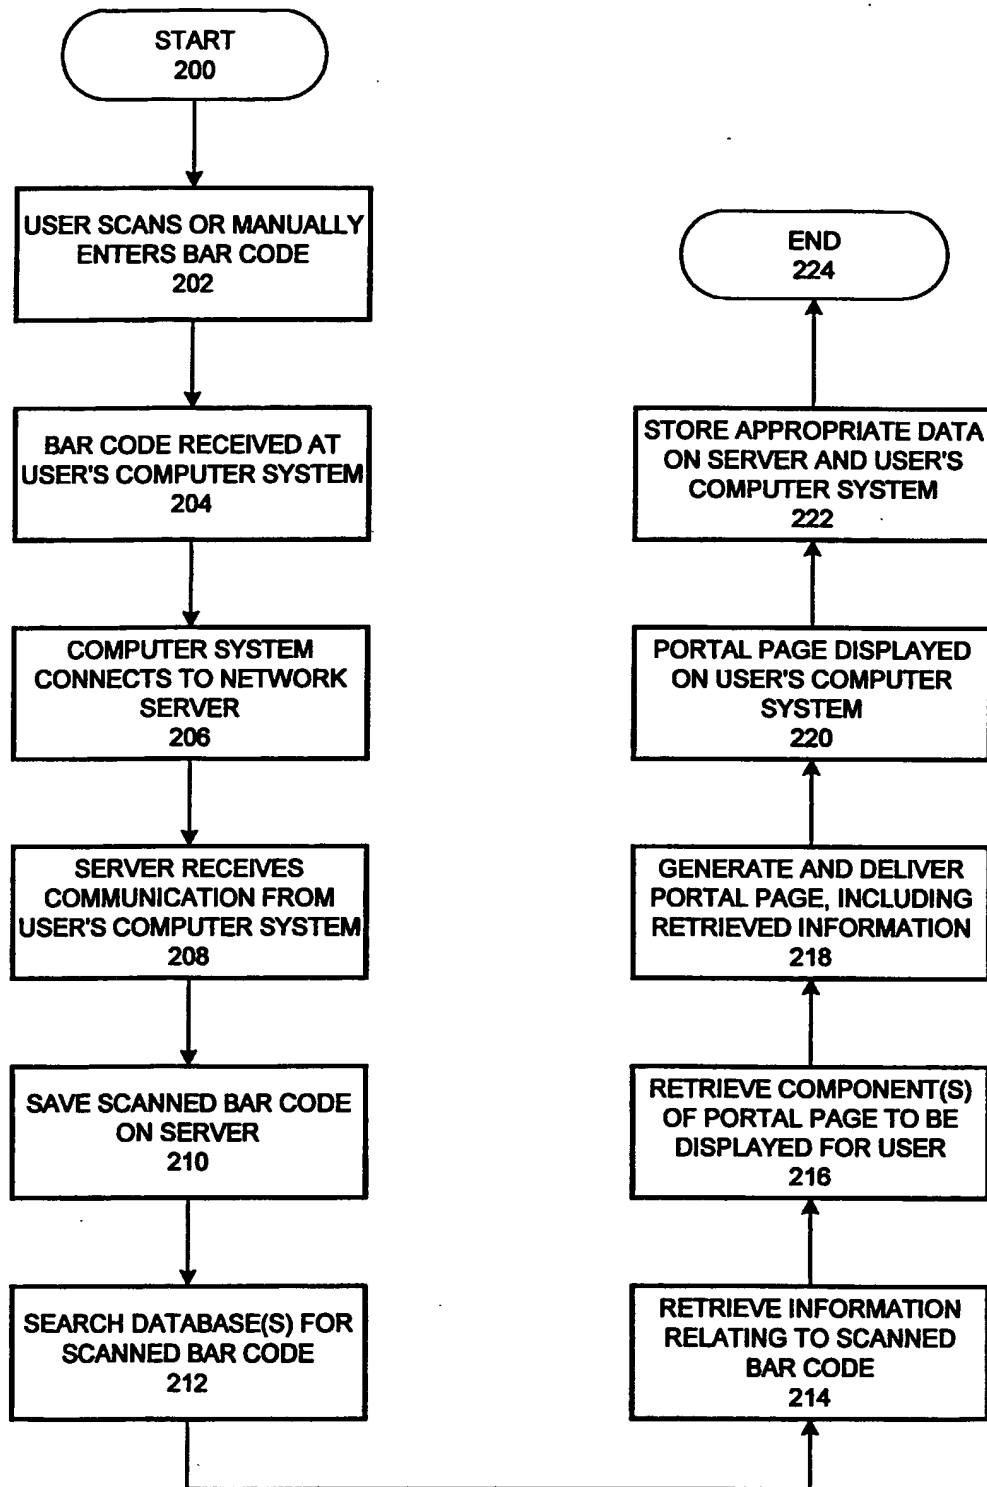 START
200
USER SCANS OR MANUALLY
ENTERS BAR CODE
202
BAR CODE RECEIVED AT
USER'S COMPUTER SYSTEM
204
COMPUTER SYSTEM
CONNECTS TO NETWORK
SERVER
206
SERVER RECEIVES
COMMUNICATION FROM
USER'S COMPUTER SYSTEM
208
SAVE SCANNED BAR CODE
ON SERVER
210
SEARCH DATABASE(S) FOR
SCANNED BAR CODE
212
RETRIEVE INFORMATION
RELATING TO SCANNED
BAR CODE
214
RETRIEVE COMPONENT(S)
OF PORTAL PAGE TO BE
DISPLAYED FOR USER
216
GENERATE AND DELIVER
PORTAL PAGE, INCLUDING
RETRIEVED INFORMATION
218
PORTAL PAGE DISPLAYED
ON USER'S COMPUTER
SYSTEM
220
STORE APPROPRIATE DATA
ON SERVER AND USER'S
COMPUTER SYSTEM
222
END
224